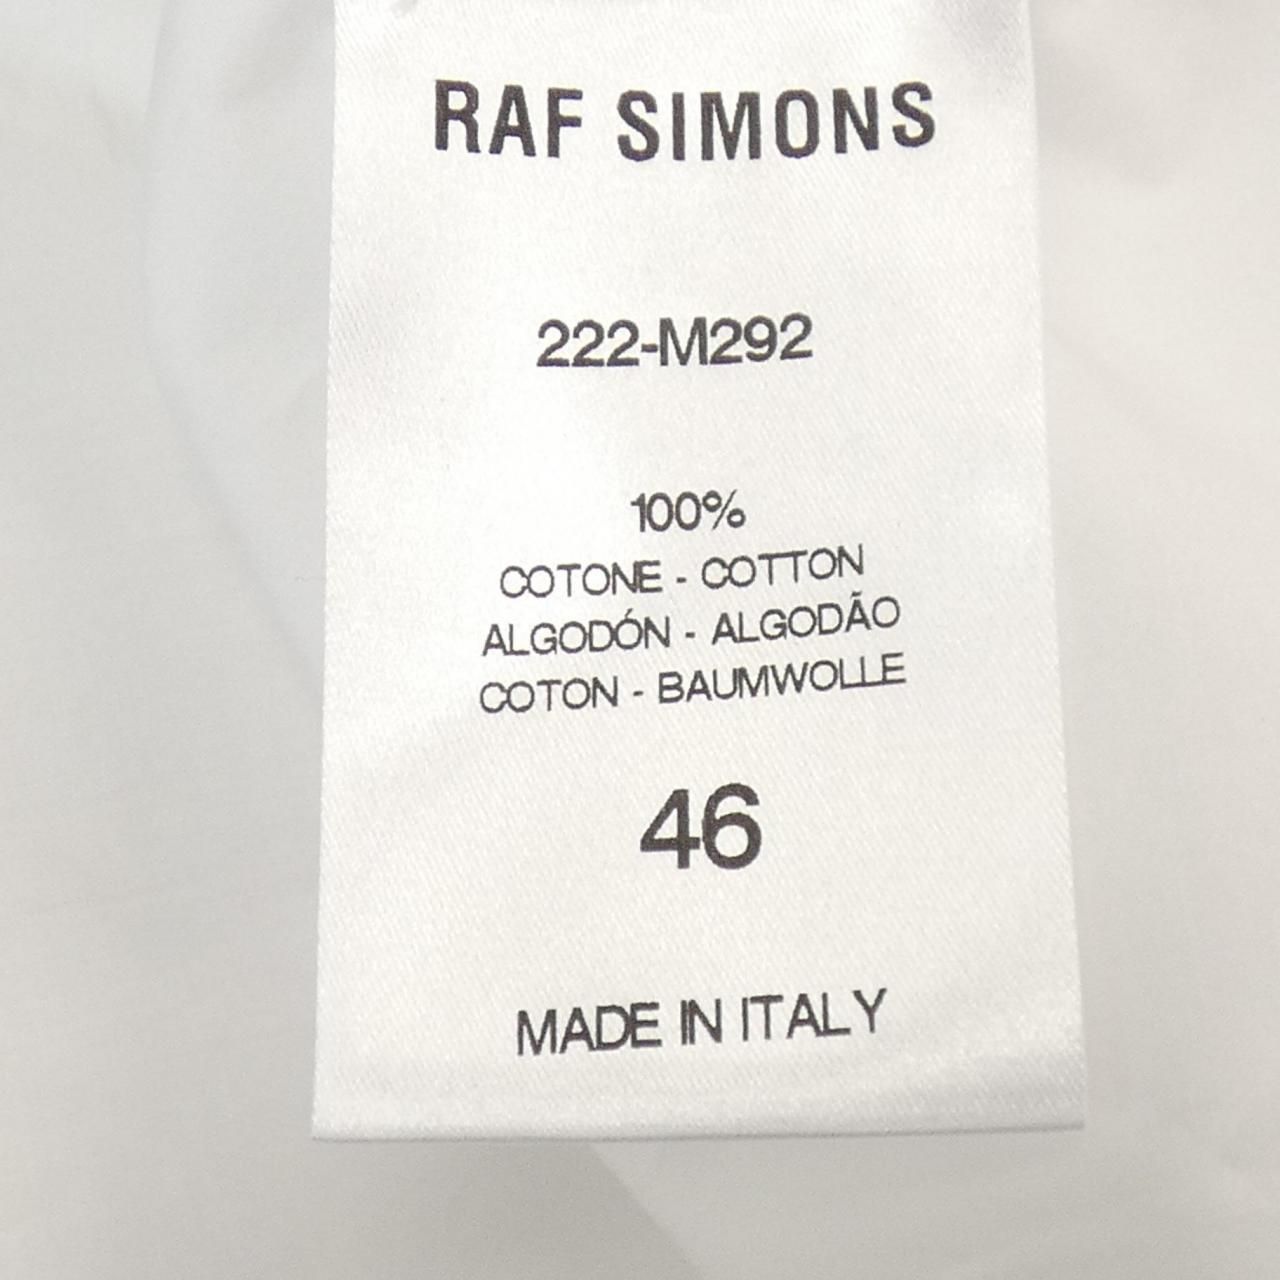 RAF SIMONS
222-M292
100%
COTONE - COTTON
ALGODÓN - ALGODÃO
COTON - BAUMWOLLE
46
MADE IN ITALY